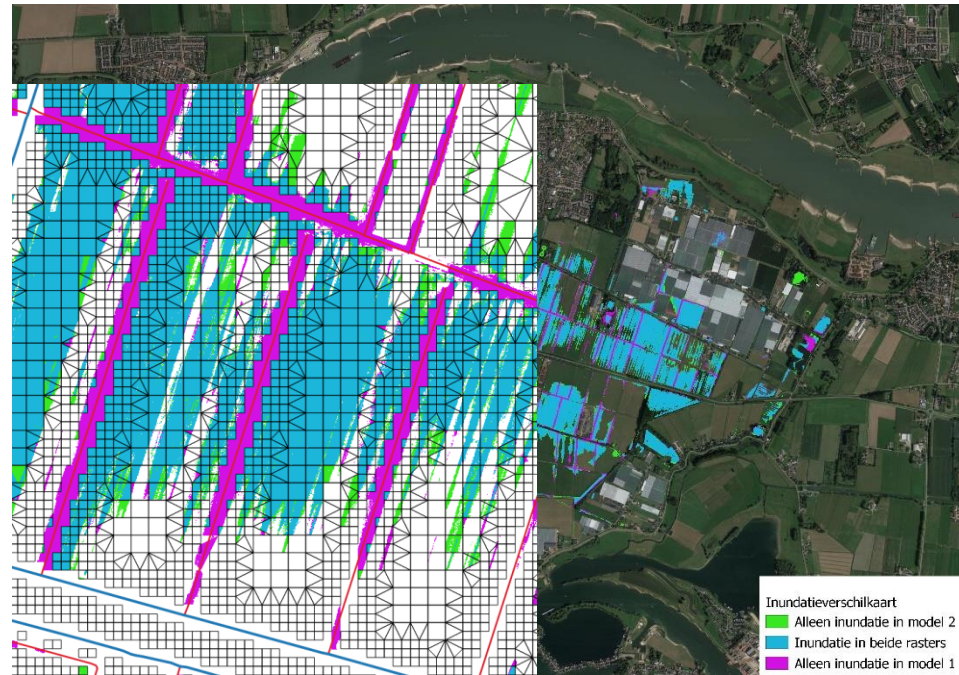 Inundatieverschilkaart
Alleen inundatie in model 2
Inundatie in beide rasters
Alleen inundatie in model 1